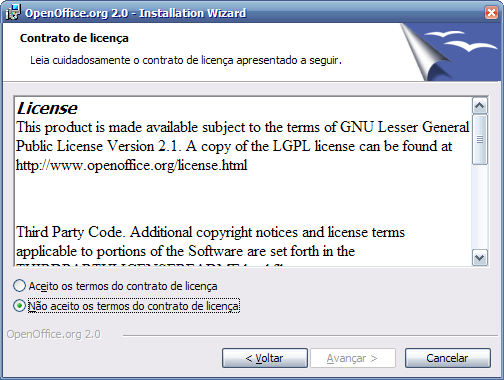 OpenOffice.org 2.0 - Installation Wizard
Contrato de licença
Leia cuidadosamente o contrato de licença apresentado a seguir.
License
This product is made available subject to the terms of GNU Lesser General
Public License Version 2.1. A copy of the LGPL license can be found at
http://www.openoffice.org/license.html
Third Party Code. Additional copyright notices and license terms
applicable to portions of the Software are set forth in the
Aceito os termos do contrato de licença
Não aceito os termos do contrato de licença
OpenOffice.org 2.0
< Voltar
Avançar >
Cancelar